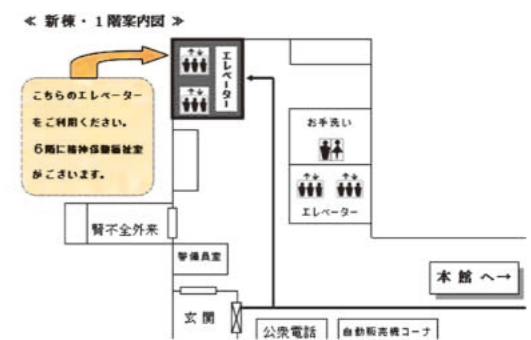 ≪ 新棟・1階案内図 ≫
エレベーター
こちらのエレベーター
をご利用ください。
6階に精神保健福祉室
がございます。
お手洗い
エレベーター
腎不全外来
警備員室
本館へ→
玄関
公衆電話
自動販売機コーナ